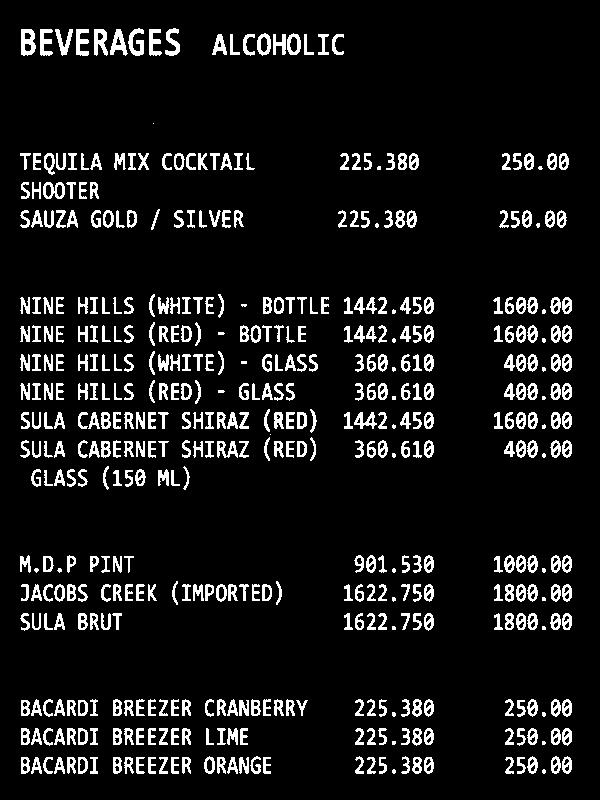 BEVERAGES ALCOHOLIC
TEQUILA MIX COCKTAIL 225.380 250.00
SHOOTER
SAUZA GOLD / SILVER 225.380 250.00
NINE HILLS (WHITE) - BOTTLE 1442.450 1600.00
NINE HILLS (RED) - BOTTLE 1442.450 1600.00
NINE HILLS (WHITE) - GLASS 360.610 400.00
NINE HILLS (RED) - GLASS 360.610 400.00
SULA CABERNET SHIRAZ (RED) 1442.450 1600.00
SULA CABERNET SHIRAZ (RED) 360.610 400.00
GLASS (150 ML)
M.D.P PINT 901.530 1000.00
JACOBS CREEK (IMPORTED) 1622.750 1800.00
SULA BRUT 1622.750 1800.00
BACARDI BREEZER CRANBERRY 225.380 250.00
BACARDI BREEZER LIME 225.380 250.00
BACARDI BREEZER ORANGE 225.380 250.00